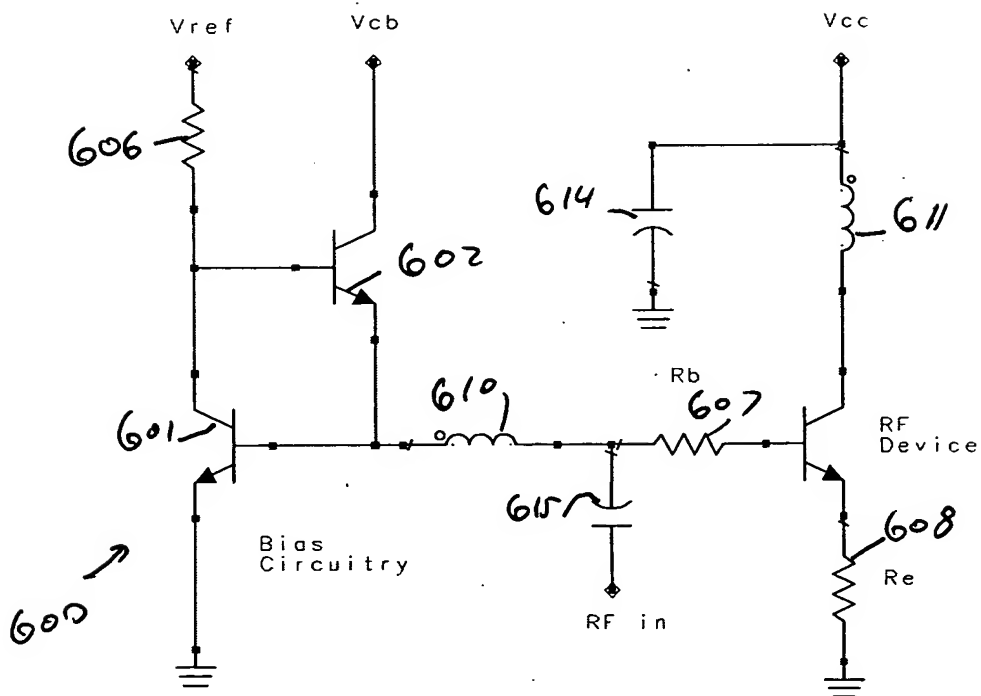 Vref
Vcb
Vcc
606
614
611
602
Rb
610
607
601
RF
Device
615
608
Bias
Circuitry
Re
600
RF in